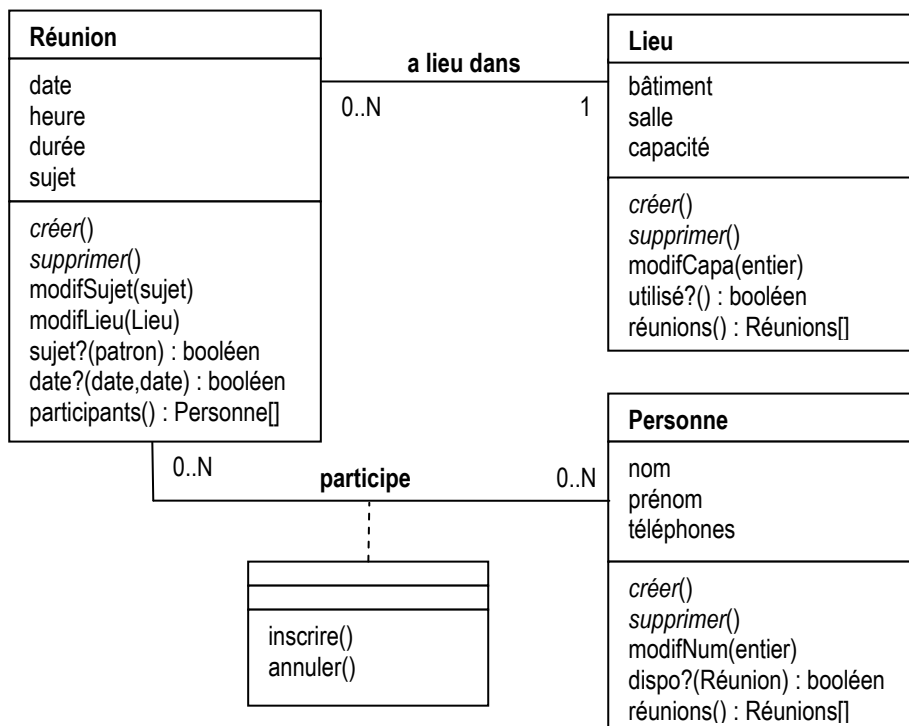 Réunion
date
heure
durée
sujet
créer()
supprimer()
modifSujet(sujet)
modifLieu(Lieu)
sujet?(patron) : booléen
date?(date,date) : booléen
participants() : Personne[]
a lieu dans
0..N
1
Lieu
bâtiment
salle
capacité
créer()
supprimer()
modifCapa(entier)
utilisé?() : booléen
réunions() : Réunions[]
0..N
participe
0..N
inscrire()
annuler()
Personne
nom
prénom
téléphones
créer()
supprimer()
modifNum(entier)
dispo?(Réunion) : booléen
réunions() : Réunions[]